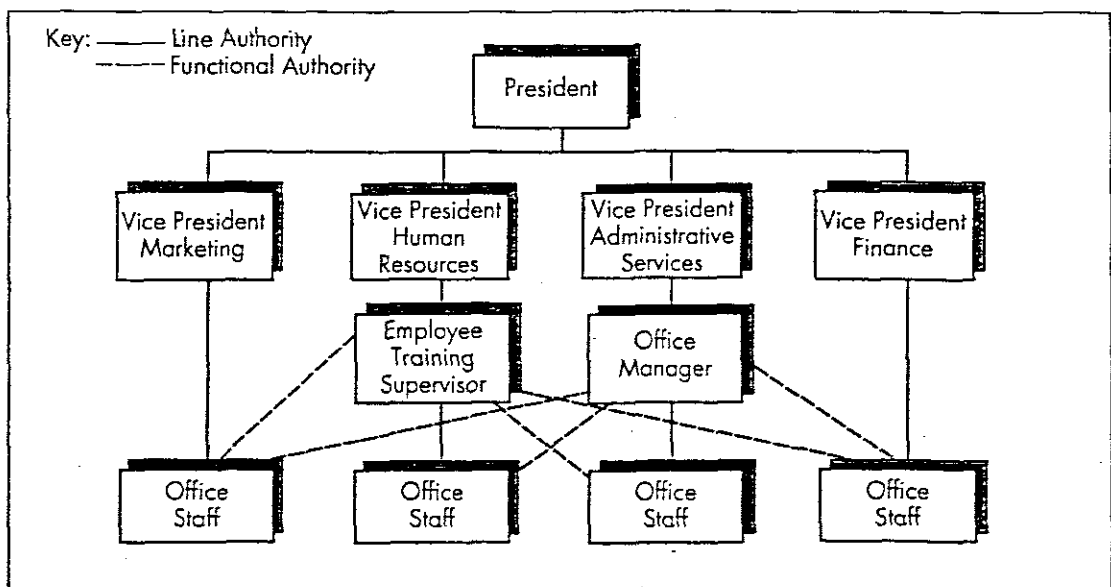 Key: Line Authority
Functional Authority
President
Vice President
Marketing
Vice President
Human
Resources
Vice President
Administrative
Services
Vice President
Finance
Employee
Training
Supervisor
Office
Manager
Office
Staff
Office
Staff
Office
Staff
Office
Staff